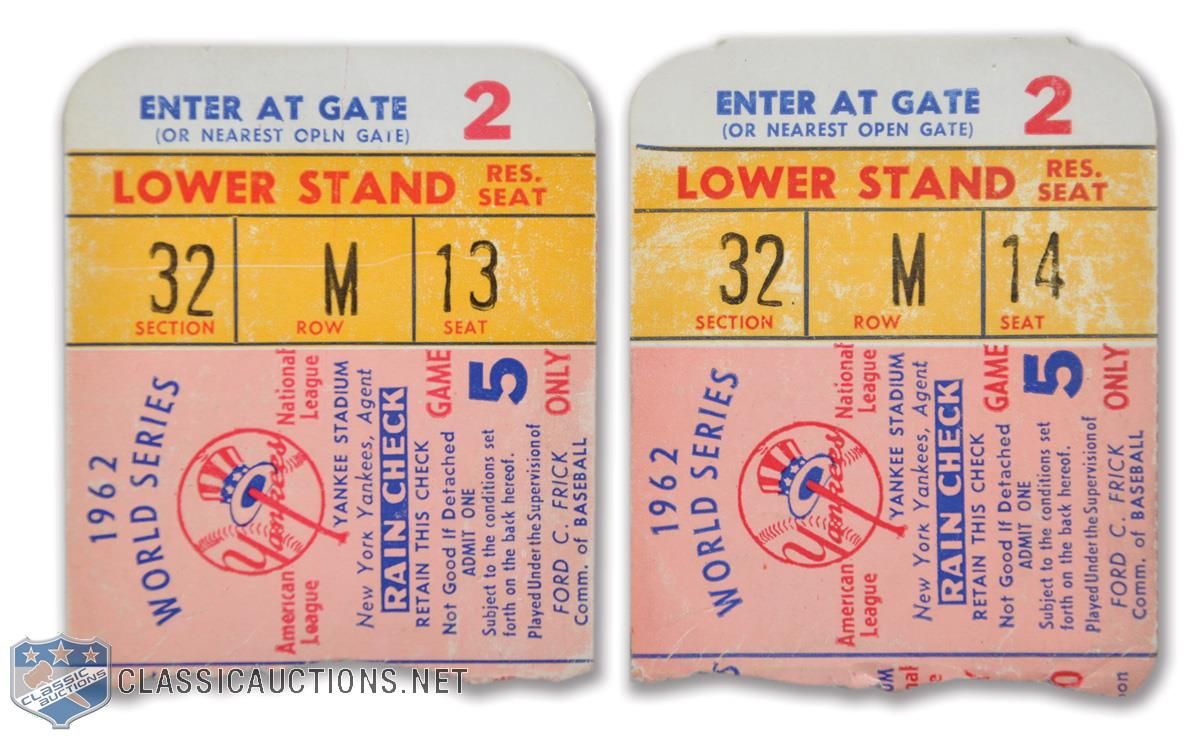 ENTER AT GATE 2
(OR NEAREST OPEN GATE)
LOWER STAND RES. SEAT
32 M 13
SECTION ROW SEAT
1962
WORLD SERIES
American League
National League
Yankees
YANKEE STADIUM
New York Yankees, Agent
RAIN CHECK
RETAIN THIS CHECK
Not Good If Detached
GAME 5 ONLY
ADMIT ONE
Subject to the conditions set
forth on the back hereof.
Played Under the Supervision of
FORD C. FRICK
Comm. of BASEBALL
ENTER AT GATE 2
(OR NEAREST OPEN GATE)
LOWER STAND RES. SEAT
32 M 14
SECTION ROW SEAT
1962
WORLD SERIES
American League
National League
Yankees
YANKEE STADIUM
New York Yankees, Agent
RAIN CHECK
RETAIN THIS CHECK
Not Good If Detached
GAME 5 ONLY
ADMIT ONE
Subject to the conditions set
forth on the back hereof.
Played Under the Supervision of
FORD C. FRICK
Comm. of BASEBALL
CLASSIC AUCTIONS
CLASSICAUCTIONS.NET